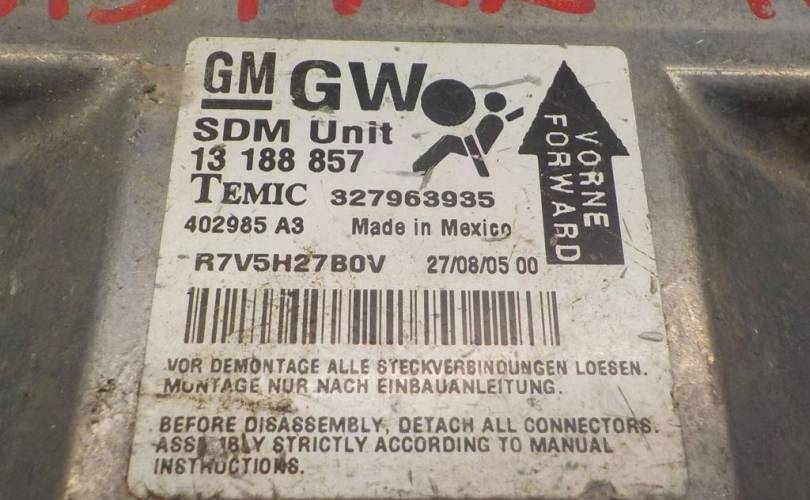 GM GW
SDM Unit
13 188 857
TEMIC 327963935
402985 A3 Made in Mexico
R7V5H27B0V 27/08/05 00
VORNE
FORWARD
VOR DEMONTAGE ALLE STECKVERBINDUNGEN LOESEN.
MONTAGE NUR NACH EINBAUANLEITUNG.
BEFORE DISASSEMBLY, DETACH ALL CONNECTORS.
STRICTLY ACCORDING TO MANUAL
INSTRUCTIONS.